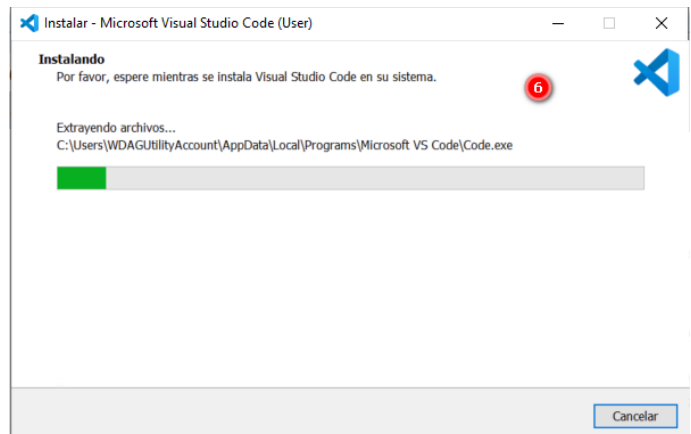 Instalar - Microsoft Visual Studio Code (User)
Instalando
Por favor, espere mientras se instala Visual Studio Code en su sistema.
6
Extrayendo archivos...
C:\Users\WDAGUtilityAccount\AppData\Local\Programs\Microsoft VS Code\Code.exe
Cancelar